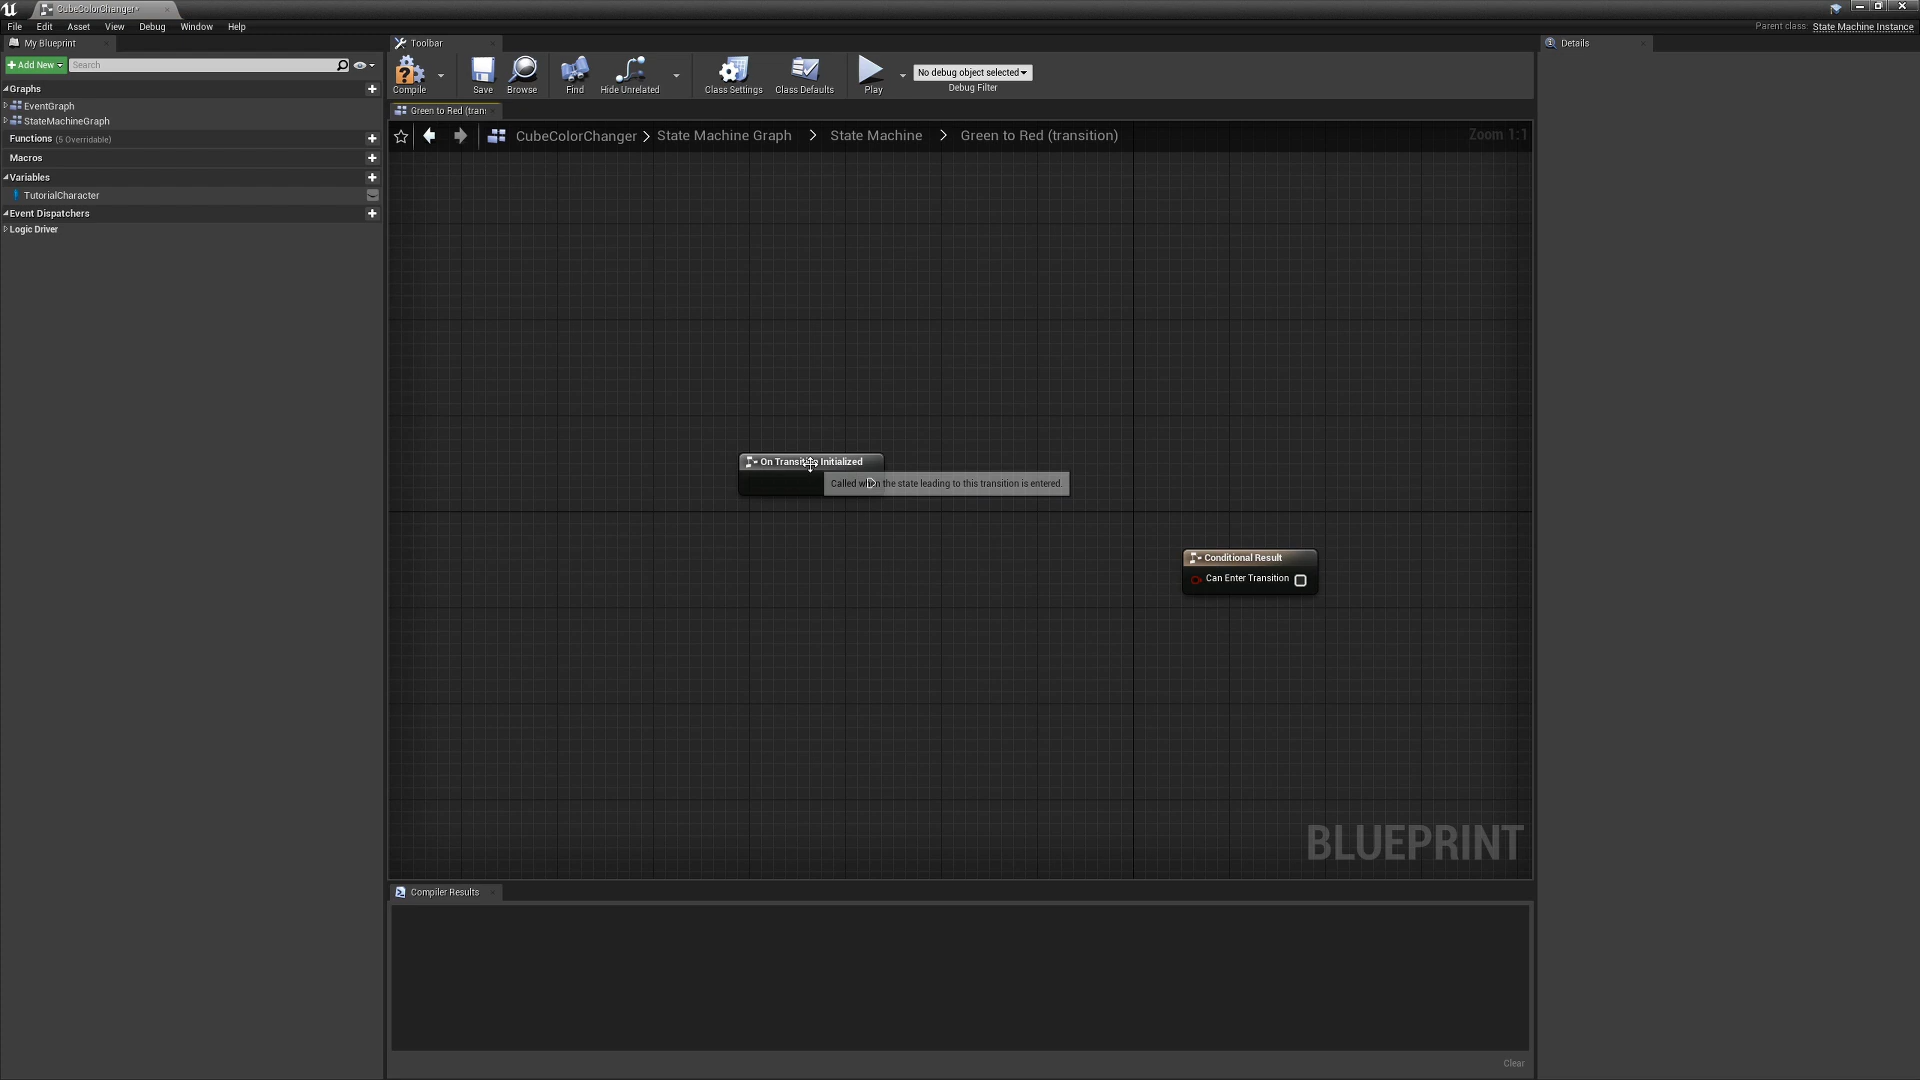 CubeColorChanger*
File Edit Asset View Debug Window Help
Parent class: State Machine Instance
My Blueprint
Toolbar
Details
Add New
Search
Compile
Save
Browse
Find
Hide Unrelated
Class Settings
Class Defaults
Play
No debug object selected
Debug Filter
Graphs
EventGraph
StateMachineGraph
Functions (5 Overridable)
Macros
Variables
TutorialCharacter
Event Dispatchers
Logic Driver
Green to Red (tran
CubeColorChanger > State Machine Graph > State Machine > Green to Red (transition)
Zoom 1:1
On Transition Initialized
Called when the state leading to this transition is entered.
Conditional Result
Can Enter Transition
BLUEPRINT
Compiler Results
Clear